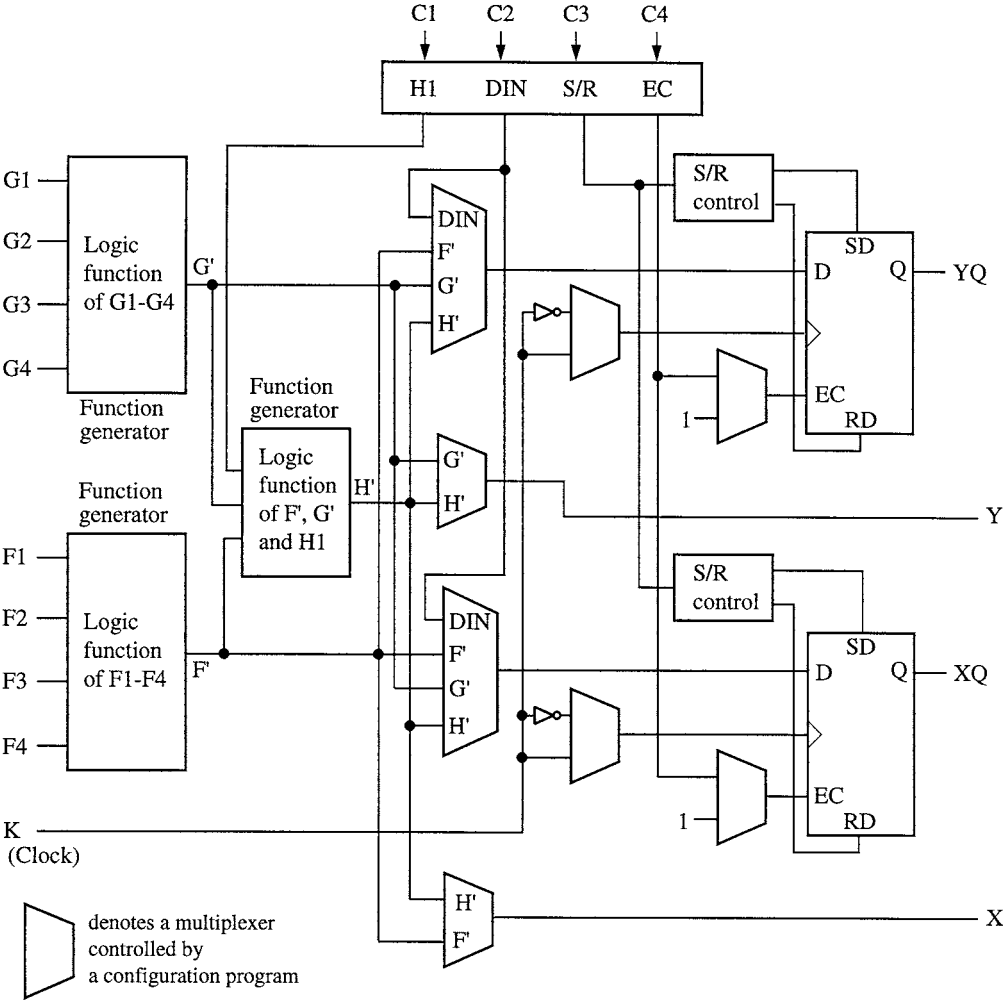 C1 C2 C3 C4
H1 DIN S/R EC
G1
G2
G3
G4
Logic
function
of G1-G4
G'
Function
generator
DIN
F'
G'
H'
S/R
control
SD
D
Q
YQ
EC
RD
1
Function
generator
Logic
function
of F', G'
and H1
H'
G'
H'
Y
Function
generator
F1
F2
F3
F4
Logic
function
of F1-F4
F'
DIN
F'
G'
H'
S/R
control
SD
D
Q
XQ
EC
RD
1
K
(Clock)
H'
F'
X
denotes a multiplexer
controlled by
a configuration program